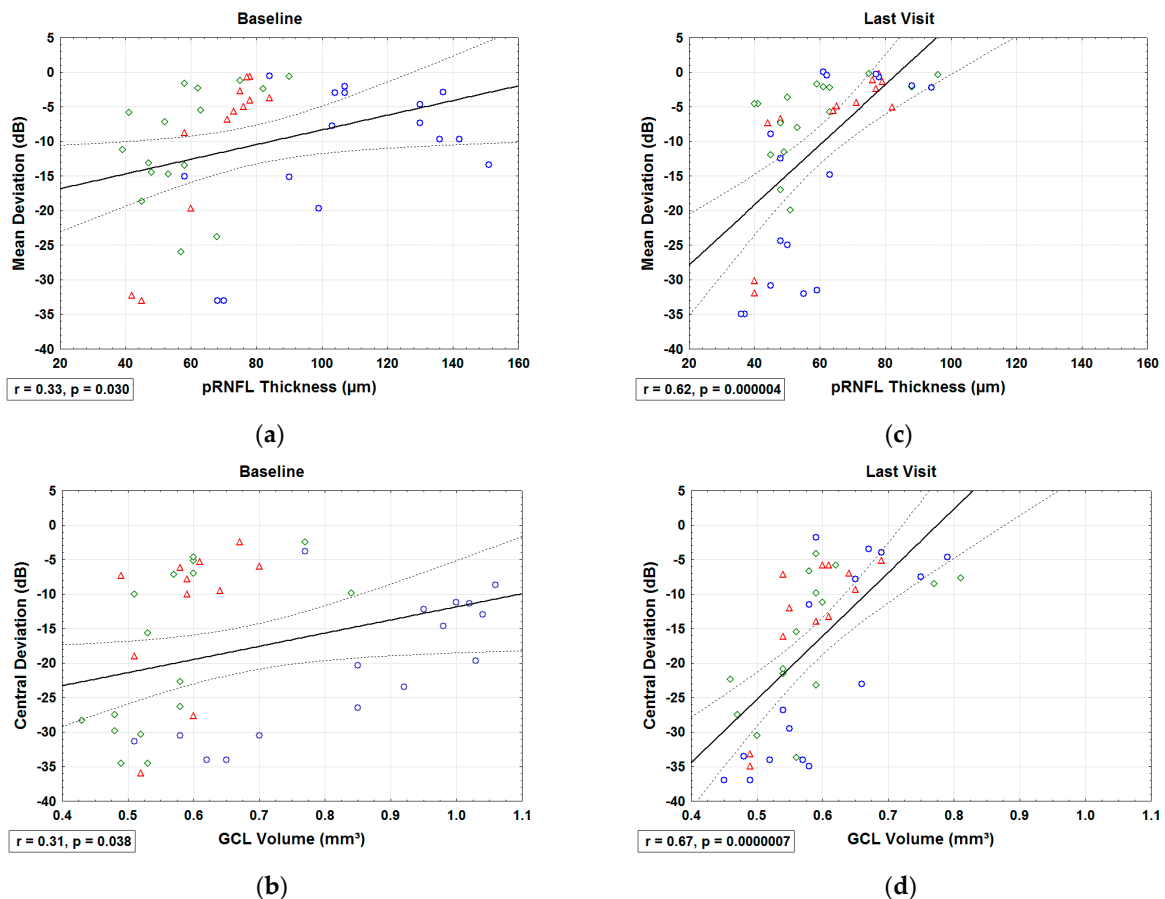 Baseline
5
0
-5
-10
-15
-20
-25
-30
-35
-40
Mean Deviation (dB)
20 40 60 80 100 120 140 160
r = 0.33, p = 0.030
pRNFL Thickness (µm)
(a)
Last Visit
5
0
-5
-10
-15
-20
-25
-30
-35
-40
Mean Deviation (dB)
20 40 60 80 100 120 140 160
r = 0.62, p = 0.000004
pRNFL Thickness (µm)
(c)
Baseline
5
0
-5
-10
-15
-20
-25
-30
-35
-40
Central Deviation (dB)
0.4 0.5 0.6 0.7 0.8 0.9 1.0 1.1
r = 0.31, p = 0.038
GCL Volume (mm³)
(b)
Last Visit
5
0
-5
-10
-15
-20
-25
-30
-35
-40
Central Deviation (dB)
0.4 0.5 0.6 0.7 0.8 0.9 1.0 1.1
r = 0.67, p = 0.0000007
GCL Volume (mm³)
(d)